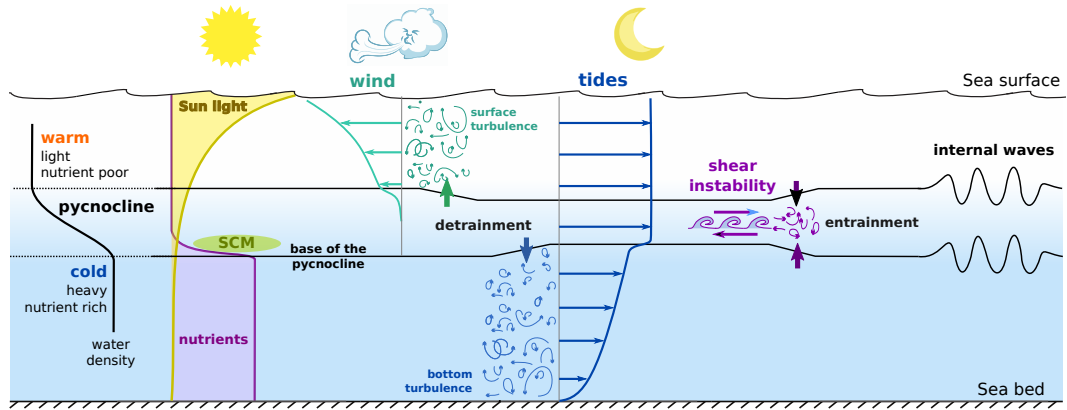 wind
tides
Sea surface
Sun light
surface
turbulence
warm
light
nutrient poor
shear
instability
internal waves
pycnocline
detrainment
entrainment
SCM
base of the
pycnocline
cold
heavy
nutrient rich
water
density
nutrients
bottom
turbulence
Sea bed